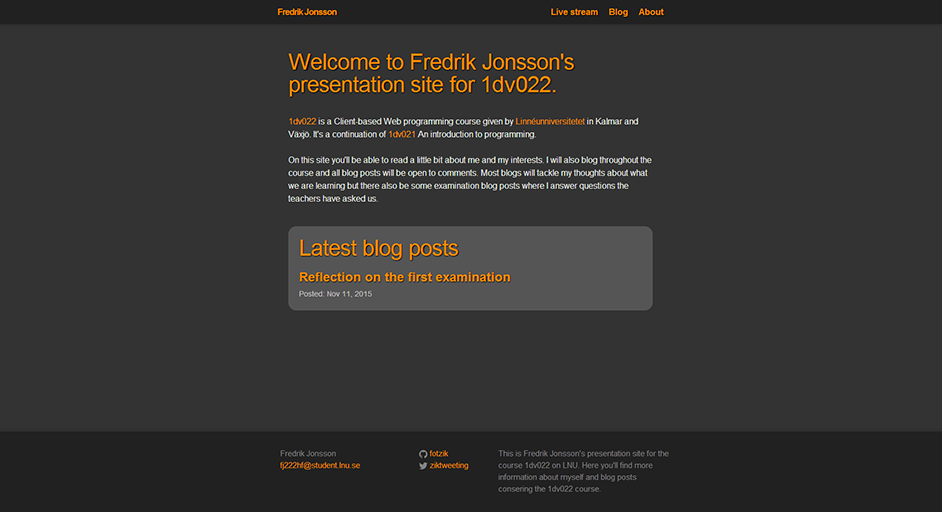 Fredrik Jonsson
Live stream Blog About
Welcome to Fredrik Jonsson's
presentation site for 1dv022.
1dv022 is a Client-based Web programming course given by Linnéunniversitetet in Kalmar and
Växjö. It's a continuation of 1dv021 An introduction to programming.
On this site you'll be able to read a little bit about me and my interests. I will also blog throughout the
course and all blog posts will be open to comments. Most blogs will tackle my thoughts about what
we are learning but there also be some examination blog posts where I answer questions the
teachers have asked us.
Latest blog posts
Reflection on the first examination
Posted: Nov 11, 2015
Fredrik Jonsson
fj222hf@student.lnu.se
fotzik
ziktweeting
This is Fredrik Jonsson's presentation site for the
course 1dv022 on LNU. Here you'll find more
information about myself and blog posts
consering the 1dv022 course.